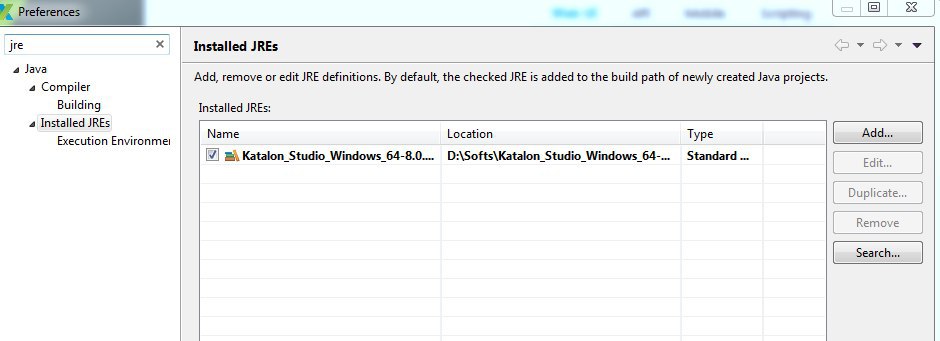 Preferences
jre
Java
Compiler
Building
Installed JREs
Execution Environmer
Installed JREs
Add, remove or edit JRE definitions. By default, the checked JRE is added to the build path of newly created Java projects.
Installed JREs:
Name Location Type
Katalon_Studio_Windows_64-8.0.... D:\Softs\Katalon_Studio_Windows_64-... Standard ...
Add...
Edit...
Duplicate...
Remove
Search...